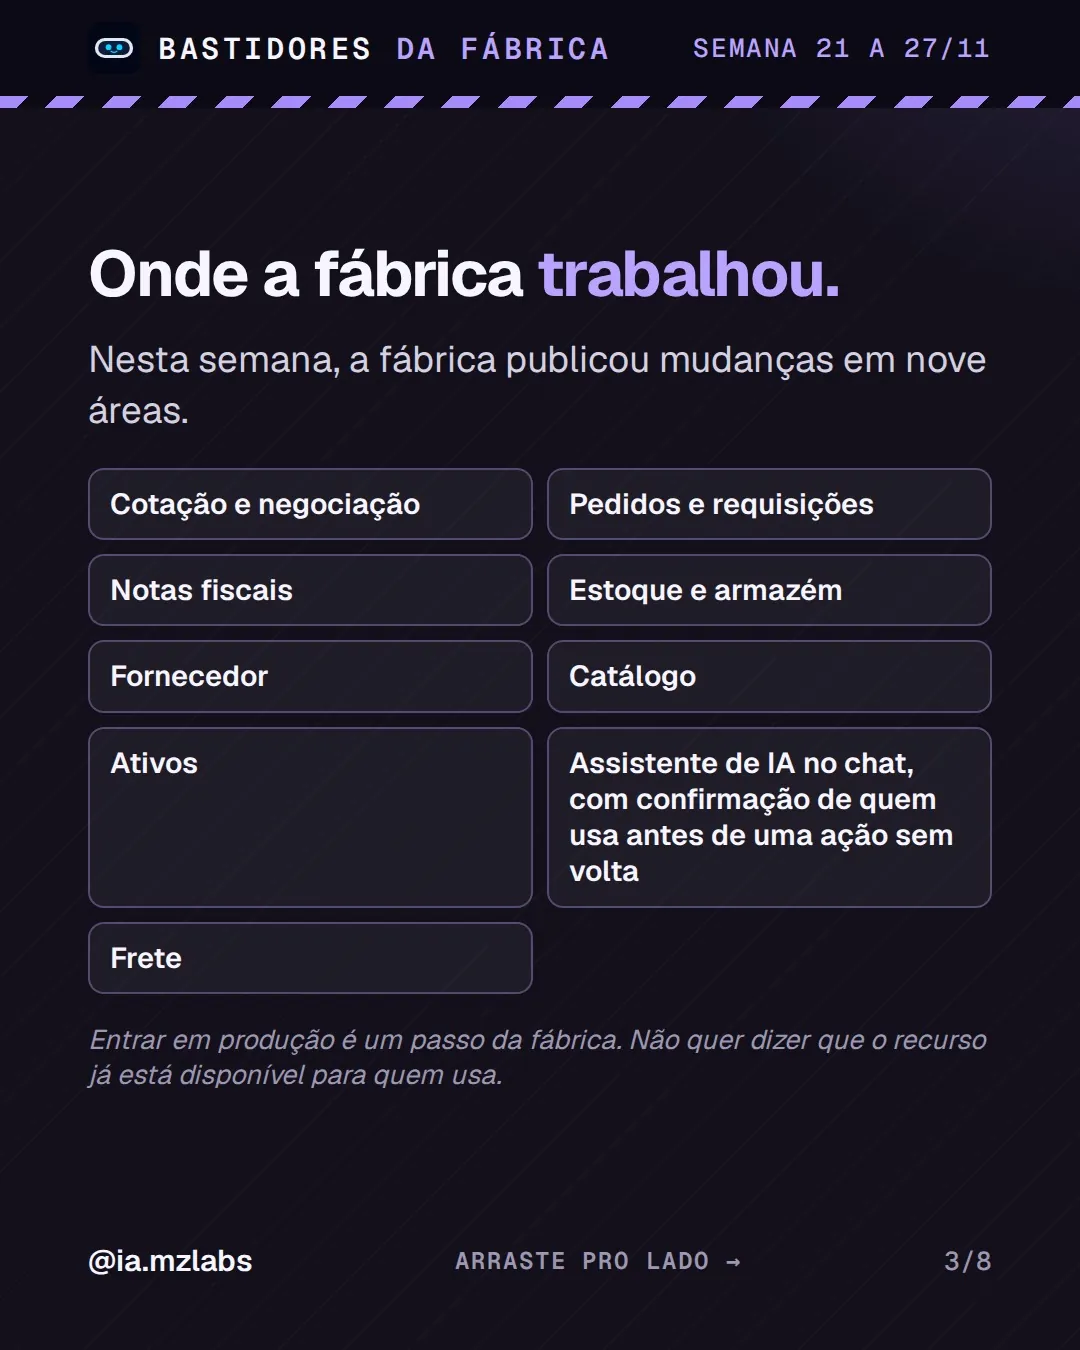 BASTIDORES DA FÁBRICA
SEMANA 21 A 27/11
Onde a fábrica trabalhou.
Nesta semana, a fábrica publicou mudanças em nove
áreas.
Cotação e negociação
Pedidos e requisições
Notas fiscais
Estoque e armazém
Fornecedor
Catálogo
Ativos
Assistente de IA no chat,
com confirmação de quem
usa antes de uma ação sem
volta
Frete
Entrar em produção é um passo da fábrica. Não quer dizer que o recurso
já está disponível para quem usa.
@ia.mzlabs
ARRASTE PRO LADO →
3/8